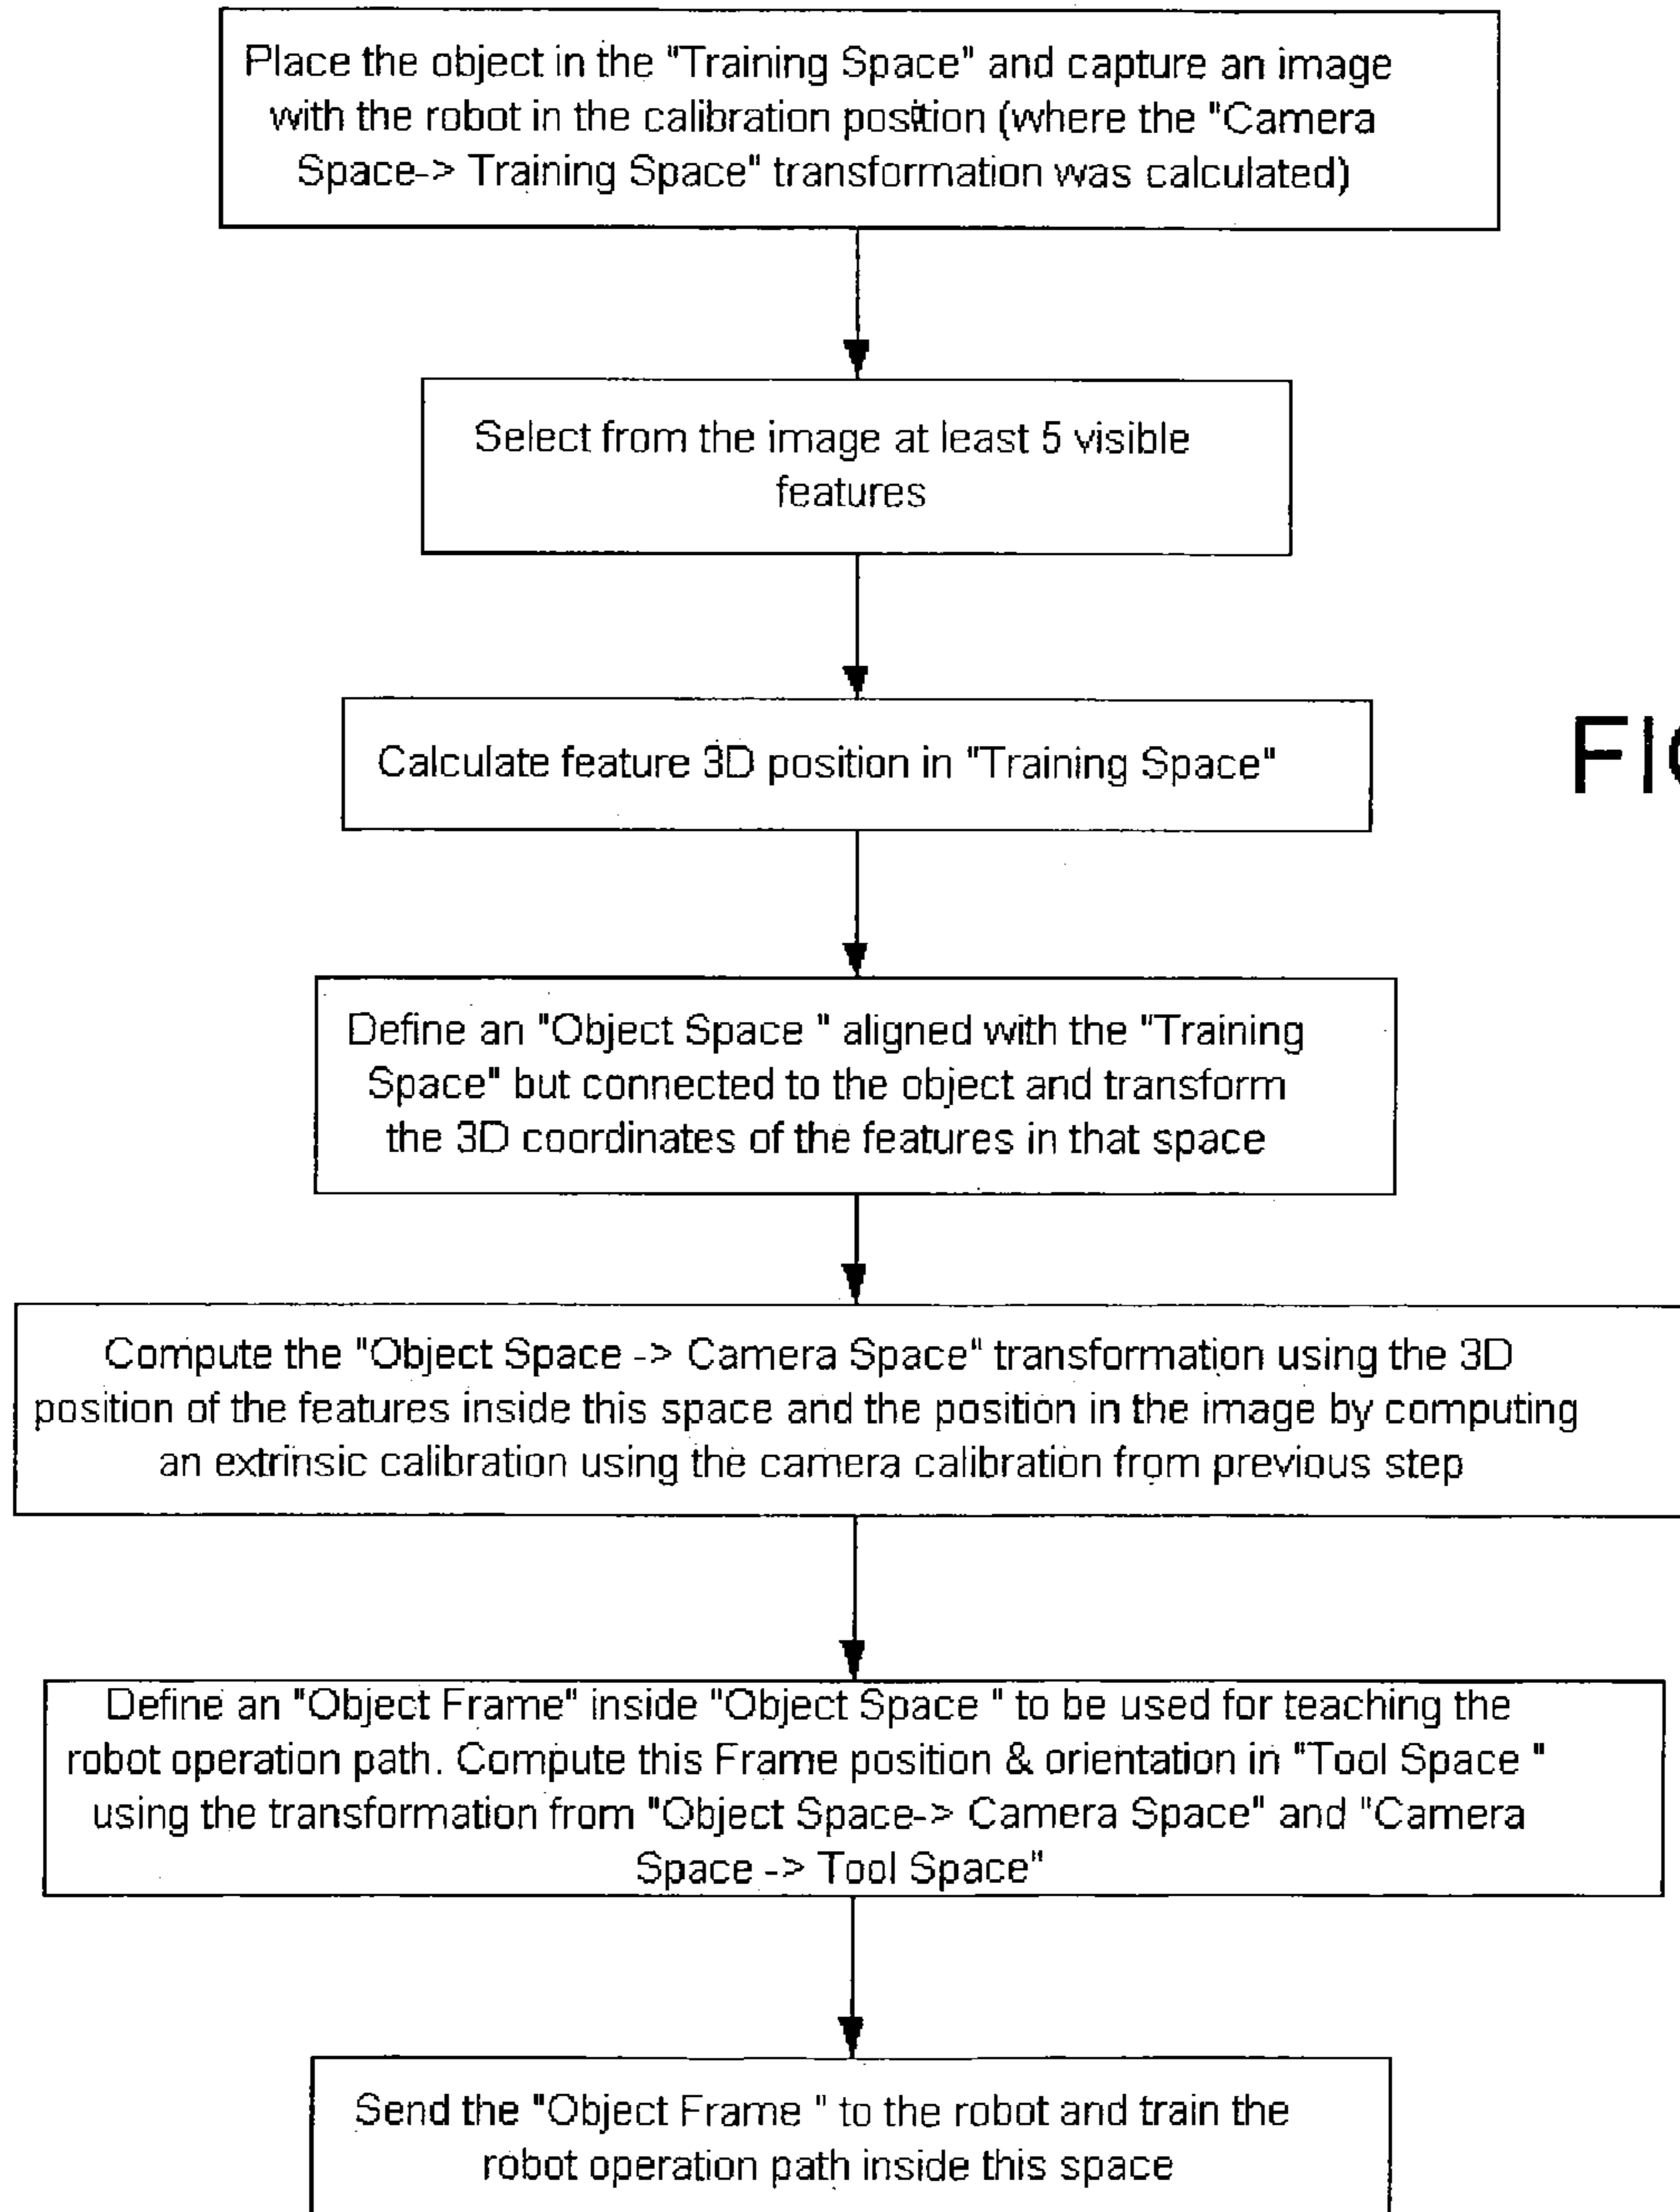 Place the object in the "Training Space" and capture an image
with the robot in the calibration position (where the "Camera
Space-> Training Space" transformation was calculated)
Select from the image at least 5 visible
features
Calculate feature 3D position in "Training Space"
FIG
Define an "Object Space " aligned with the "Training
Space" but connected to the object and transform
the 3D coordinates of the features in that space
Compute the "Object Space -> Camera Space" transformation using the 3D
position of the features inside this space and the position in the image by computing
an extrinsic calibration using the camera calibration from previous step
Define an "Object Frame" inside "Object Space " to be used for teaching the
robot operation path. Compute this Frame position & orientation in "Tool Space "
using the transformation from "Object Space-> Camera Space" and "Camera
Space -> Tool Space"
Send the "Object Frame " to the robot and train the
robot operation path inside this space